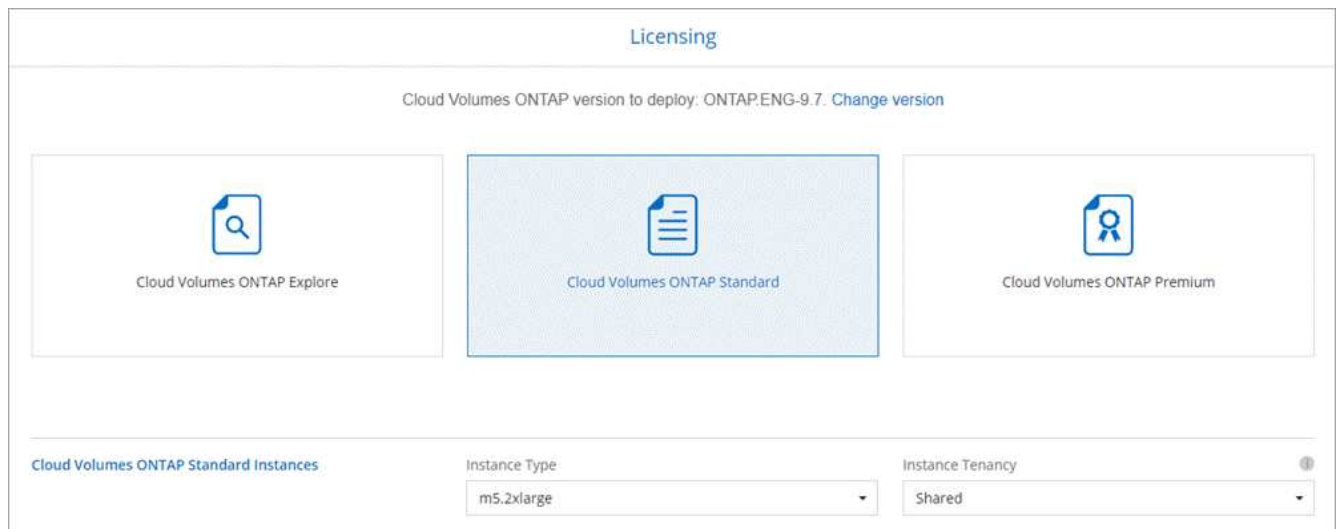 Licensing
Cloud Volumes ONTAP version to deploy: ONTAP.ENG-9.7. Change version
Cloud Volumes ONTAP Explore
Cloud Volumes ONTAP Standard
Cloud Volumes ONTAP Premium
Cloud Volumes ONTAP Standard Instances
Instance Type
Instance Tenancy
m5.2xlarge
Shared